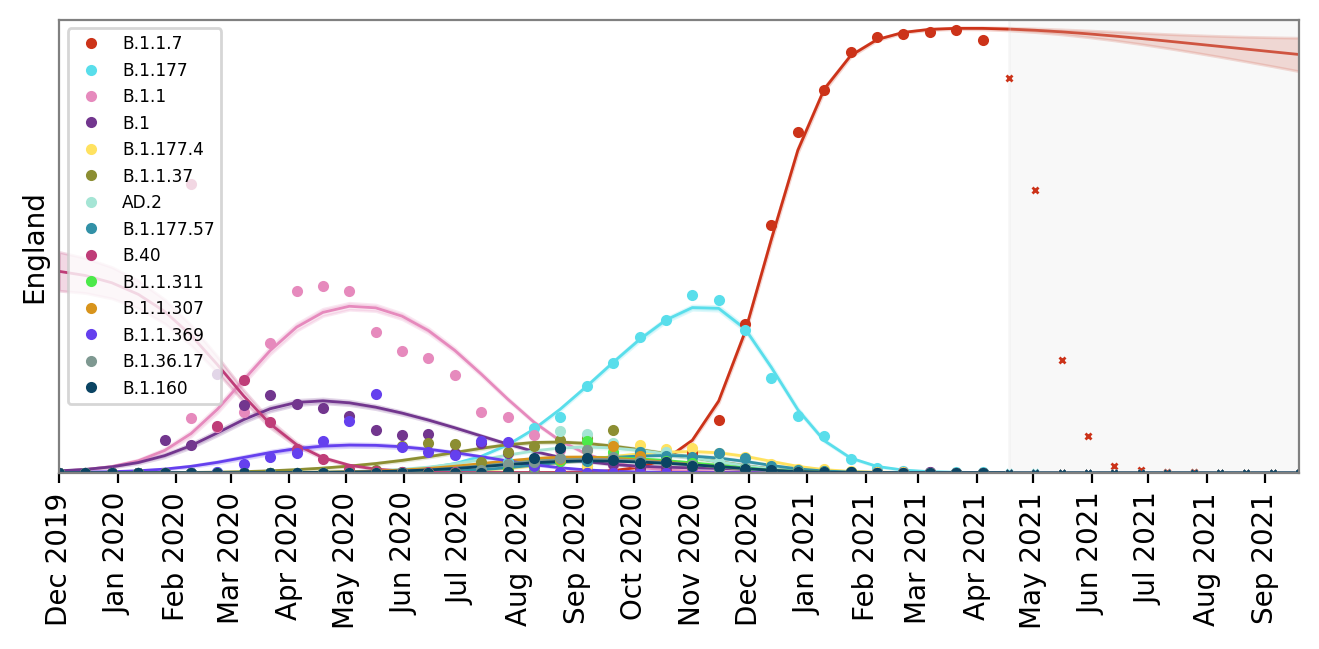 England
B.1.1.7
B.1.177
B.1.1
B.1
B.1.177.4
B.1.1.37
AD.2
B.1.177.57
B.40
B.1.1.311
B.1.1.307
B.1.1.369
B.1.36.17
B.1.160
Dec 2019
Jan 2020
Feb 2020
Mar 2020
Apr 2020
May 2020
Jun 2020
Jul 2020
Aug 2020
Sep 2020
Oct 2020
Nov 2020
Dec 2020
Jan 2021
Feb 2021
Mar 2021
Apr 2021
May 2021
Jun 2021
Jul 2021
Aug 2021
Sep 2021